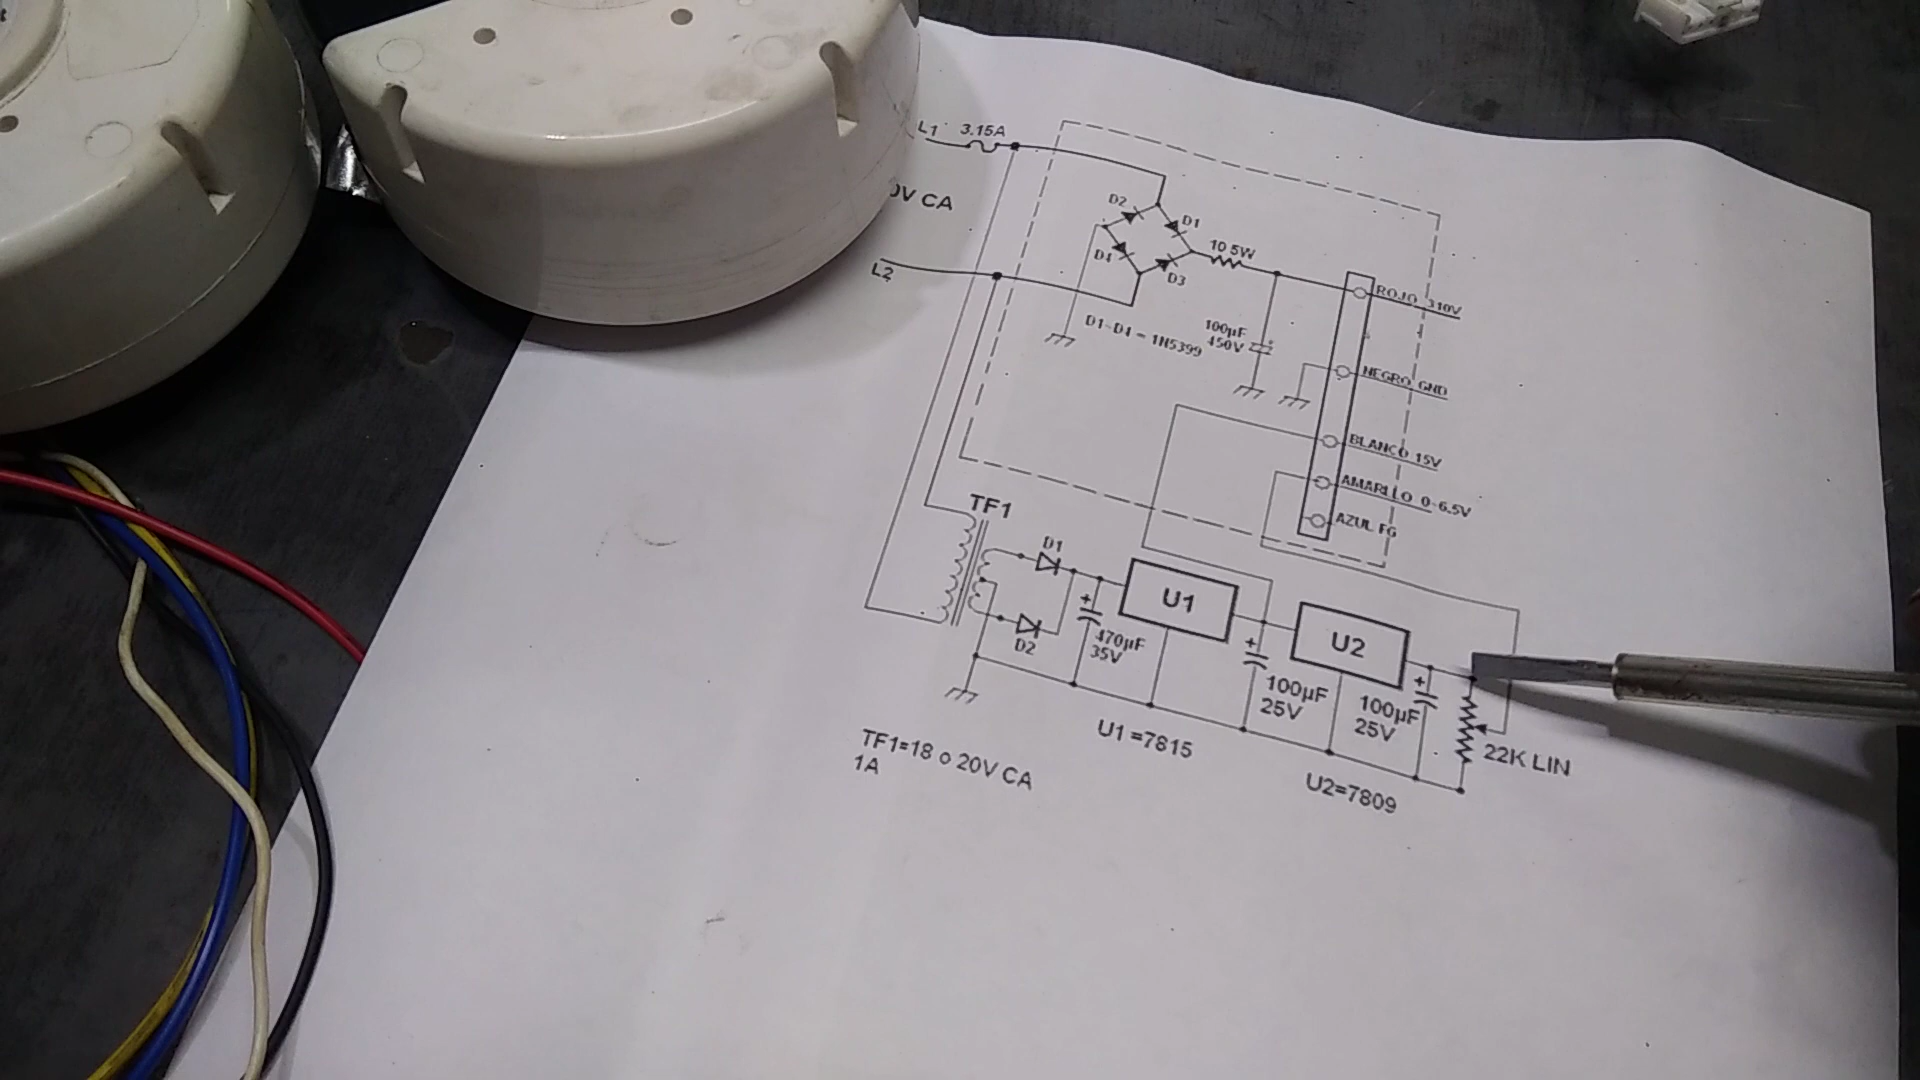 L1 3.15A
0V CA
L2
D2
D1
D4
D3
10 5W
D1-D4 = 1N5399
100µF
450V
+
ROJO 310V
NEGRO GND
BLANCO 15V
AMARILLO 0-6.5V
AZUL FG
TF1
D1
D2
+
470µF
35V
U1
+
100µF
25V
U2
+
100µF
25V
22K LIN
TF1=18 o 20V CA
1A
U1=7815
U2=7809